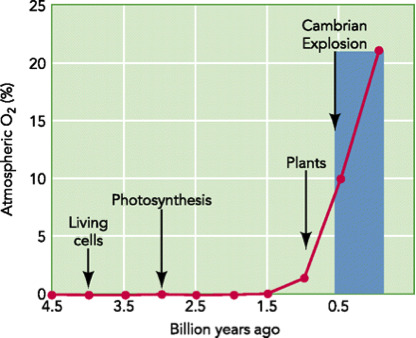 25
Cambrian
Explosion
20
15
Atmospheric O₂ (%)
Plants
10
Photosynthesis
Living
cells
5
0
4.5 3.5 2.5 1.5 0.5
Billion years ago